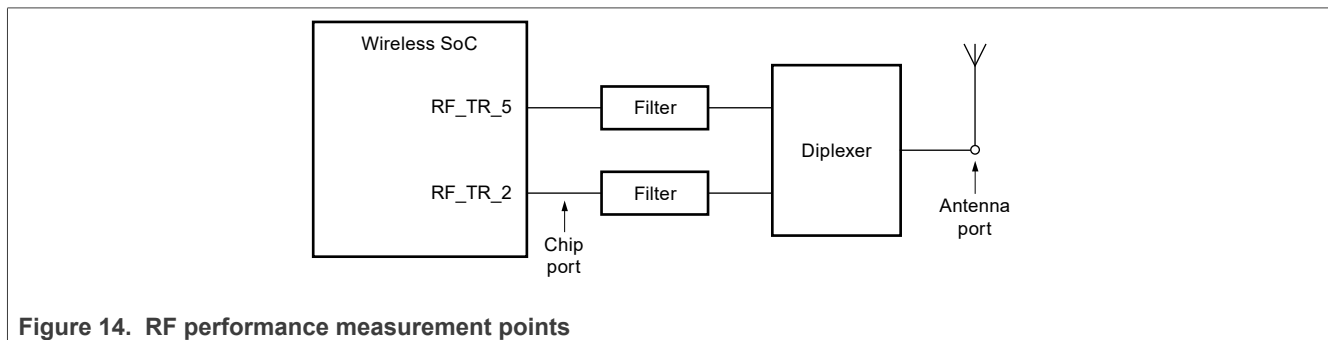 Wireless SoC
RF_TR_5
Filter
Diplexer
RF_TR_2
Filter
Chip
port
Antenna
port
Figure 14. RF performance measurement points